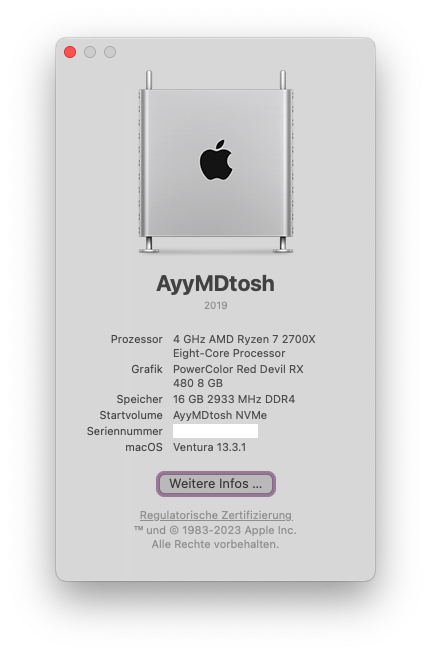 AyyMDtosh
2019
Prozessor 4 GHz AMD Ryzen 7 2700X
Eight-Core Processor
Grafik PowerColor Red Devil RX
480 8 GB
Speicher 16 GB 2933 MHz DDR4
Startvolume AyyMDtosh NVMe
Seriennummer
macOS Ventura 13.3.1
Weitere Infos ...
Regulatorische Zertifizierung
™ und © 1983-2023 Apple Inc.
Alle Rechte vorbehalten.